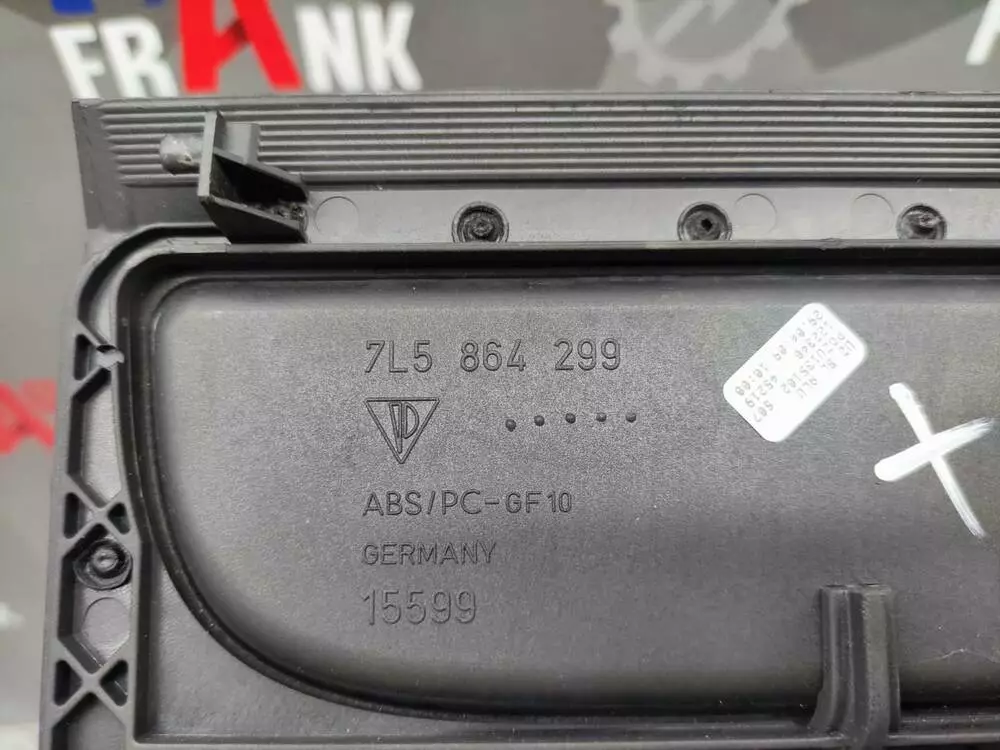 FRANK
7L5 864 299
ABS/PC-GF10
GERMANY
15599